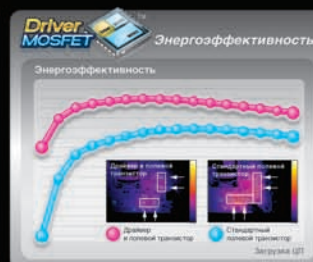 Driver
MOSFET
Энергоэффективность
Энергоэффективность
Драйвер и полевой
транзистор
Стандартный полевой
транзистор
Драйвер
и полевой транзистор
Стандартный
полевой транзистор
Загрузка ЦП